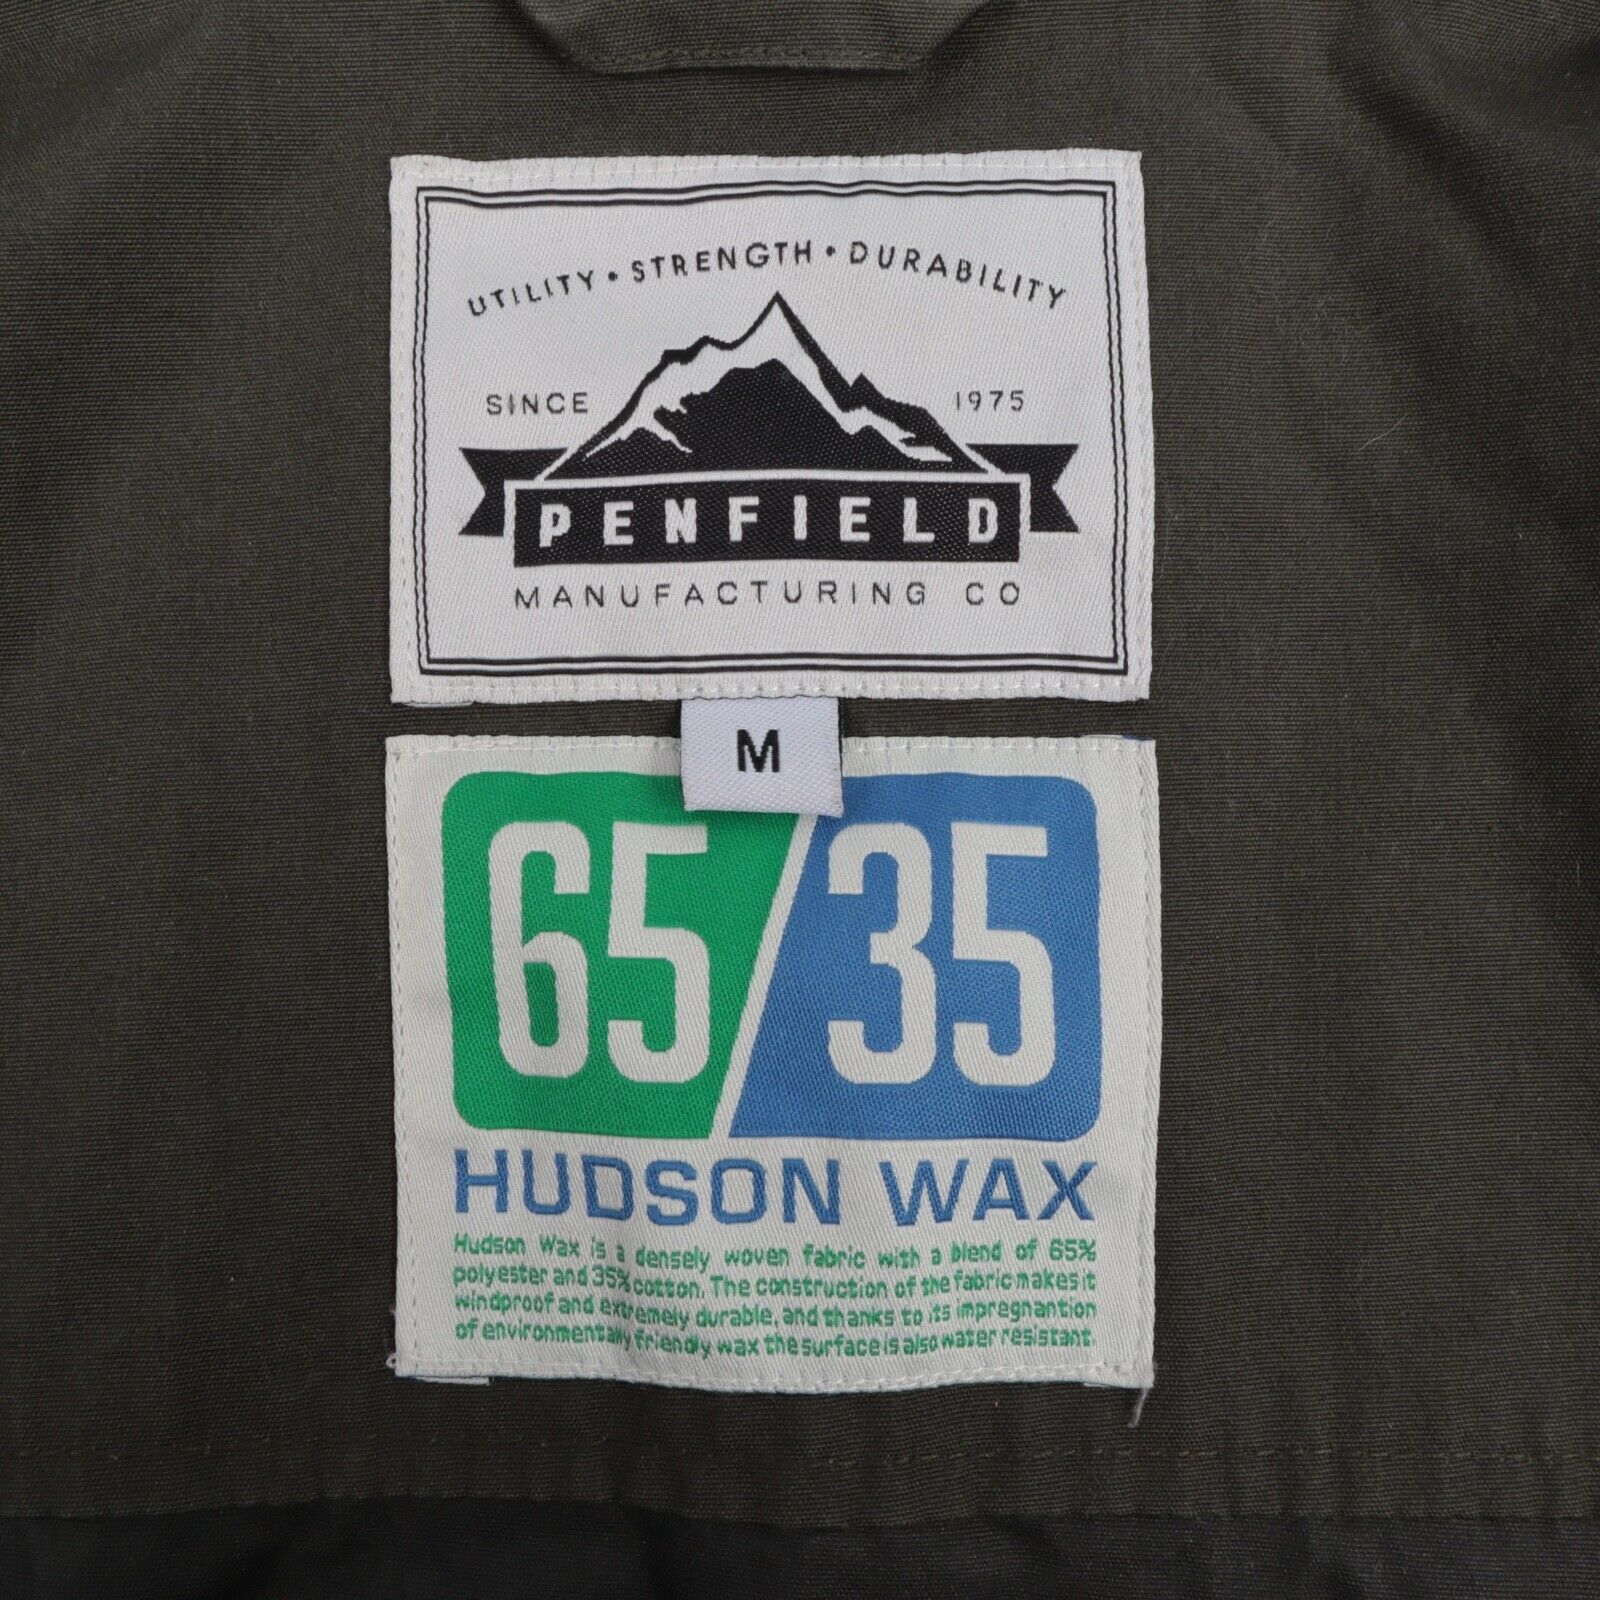 UTILITY • STRENGTH • DURABILITY
SINCE 1975
PENFIELD
MANUFACTURING CO
M
65/35
HUDSON WAX
Hudson Wax is a densely woven fabric with a blend of 65%
polyester and 35% cotton. The construction of the fabric makes it
windproof and extremely durable, and thanks to its impregnantion
of environmentally friendly wax the surface is also water resistant.